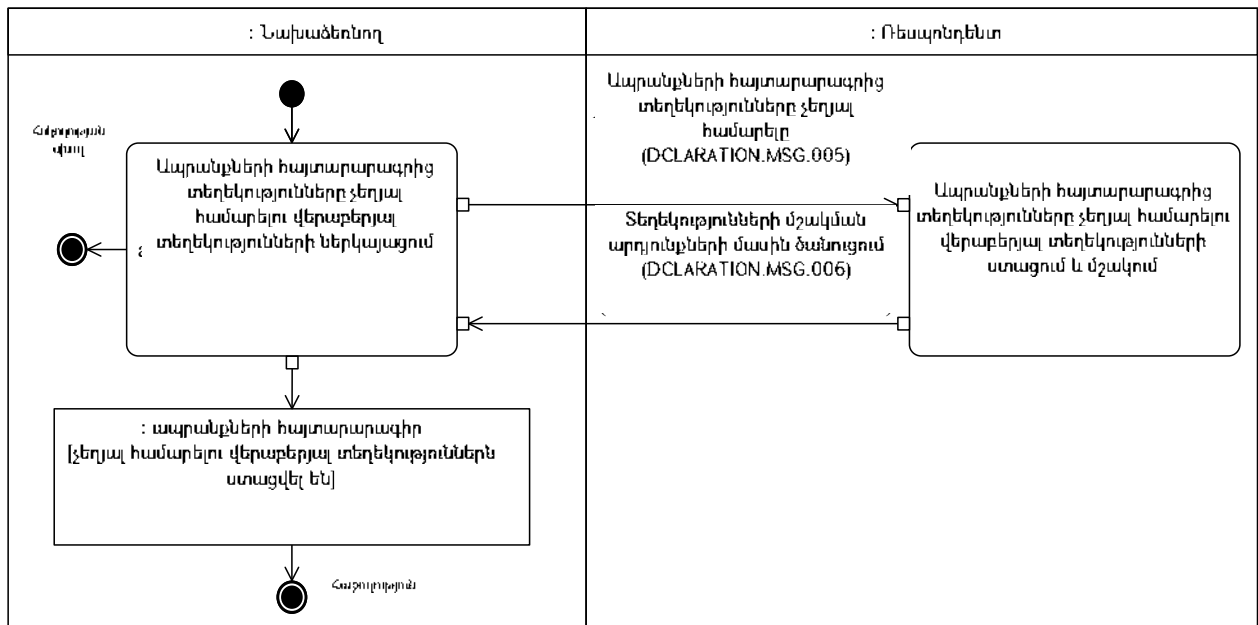 : Նախաձեռնող
: Ռեսպոնդենտ
Ապրանքների հայտարարագրից
տեղեկությունները չեղյալ
համարելը
(DCLARATION.MSG.005)
Ապրանքների հայտարարագրից
տեղեկությունները չեղյալ
համարելու վերաբերյալ
տեղեկությունների ներկայացում
Ապրանքների հայտարարագրից
տեղեկությունները չեղյալ համարելու
վերաբերյալ տեղեկությունների
ստացում և մշակում
Տեղեկությունների մշակման
արդյունքների մասին ծանուցում
(DCLARATION.MSG.006)
: ապրանքների հայտարարագիր
[չեղյալ համարելու վերաբերյալ տեղեկություններն
ստացվել են]
Հաջողություն